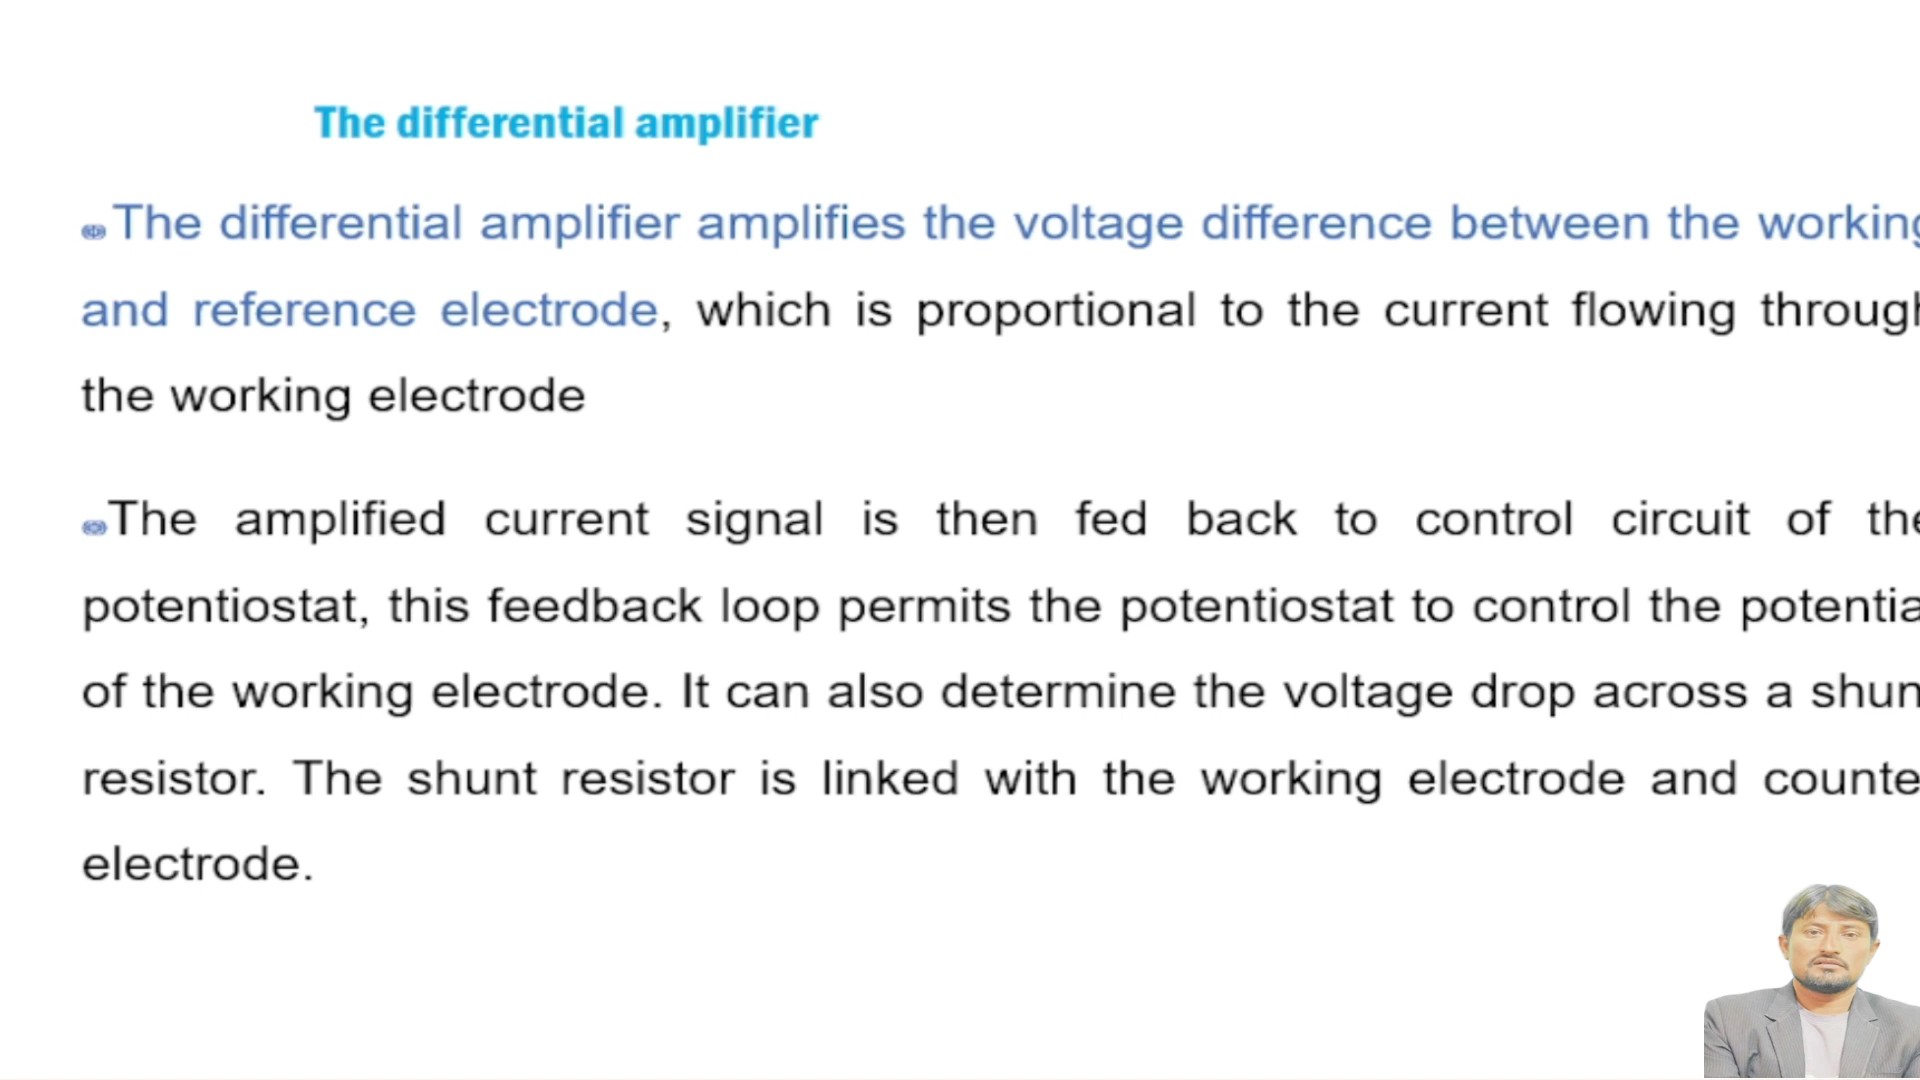 The differential amplifier
The differential amplifier amplifies the voltage difference between the working
and reference electrode, which is proportional to the current flowing through
the working electrode
The amplified current signal is then fed back to control circuit of the
potentiostat, this feedback loop permits the potentiostat to control the potentia
of the working electrode. It can also determine the voltage drop across a shun
resistor. The shunt resistor is linked with the working electrode and counte
electrode.